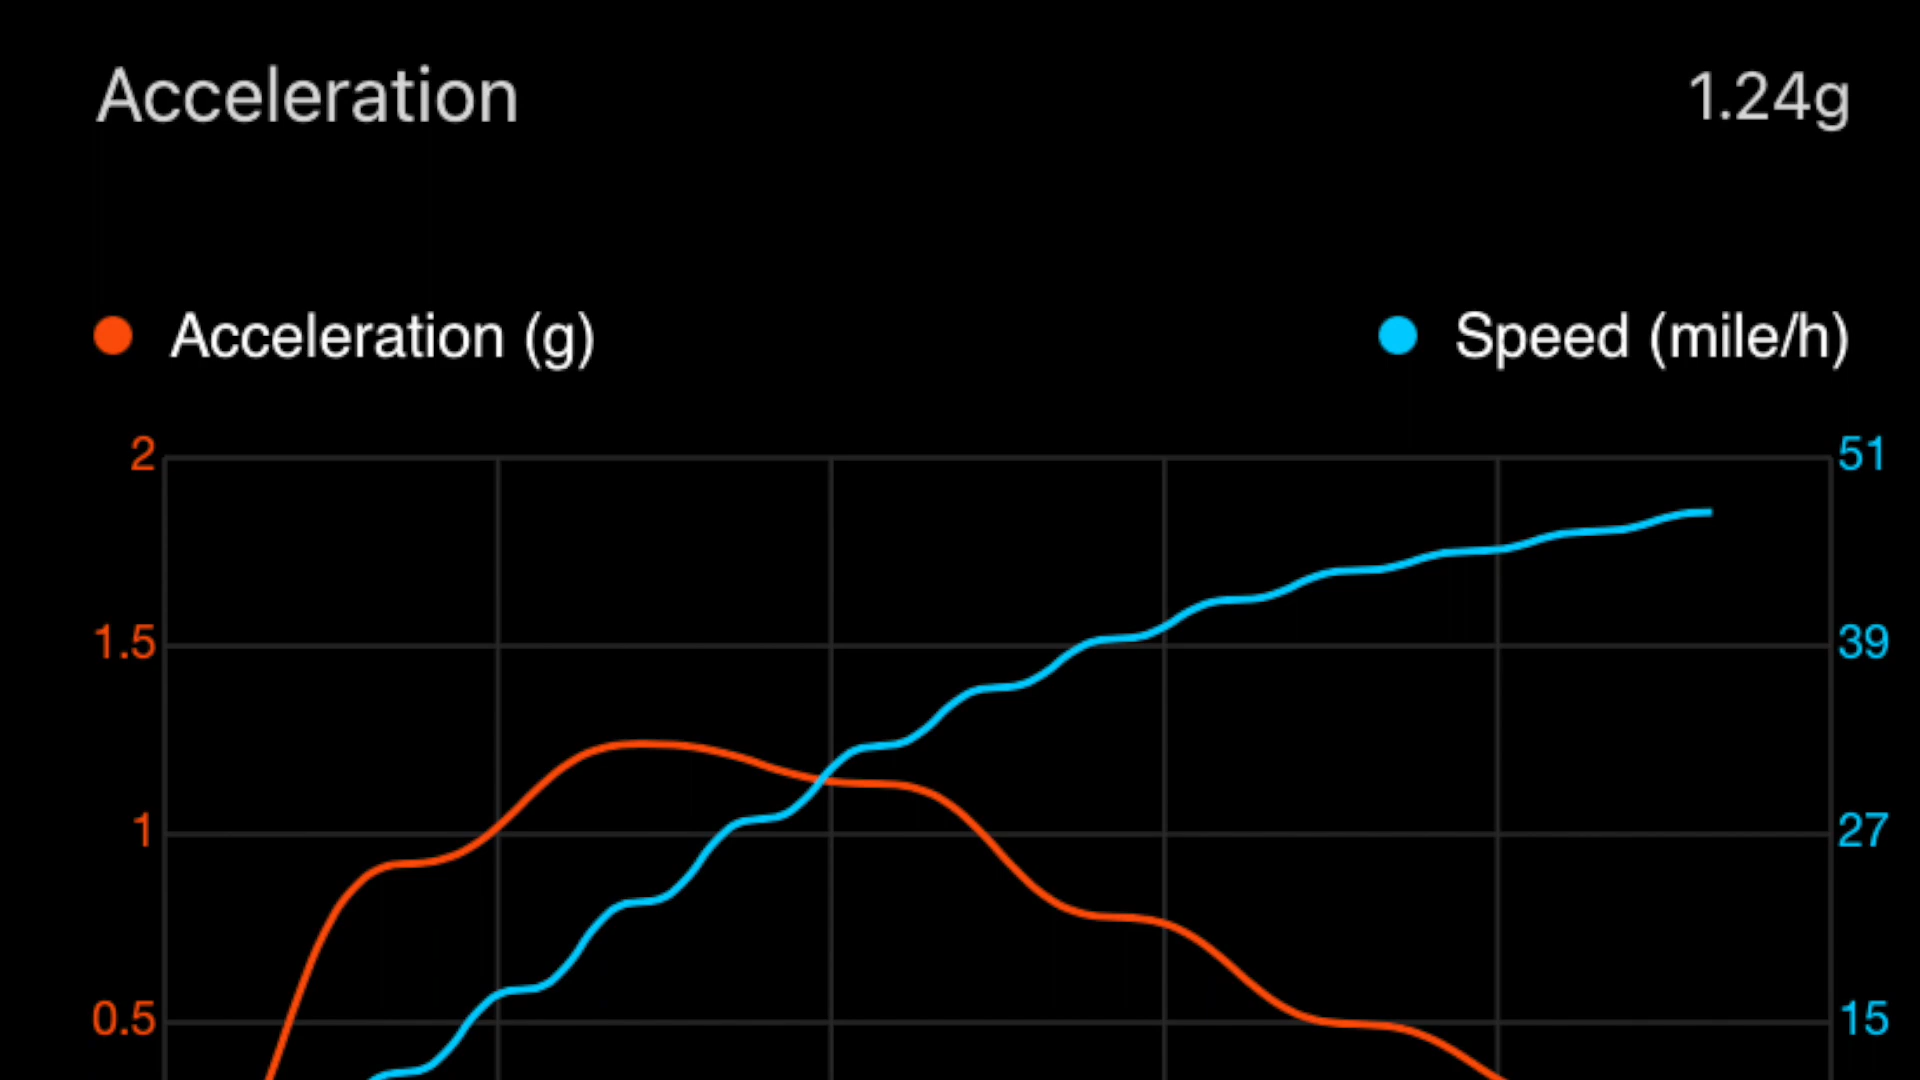 Acceleration 1.24g
Acceleration (g) Speed (mile/h)
2 51
1.5 39
1 27
0.5 15